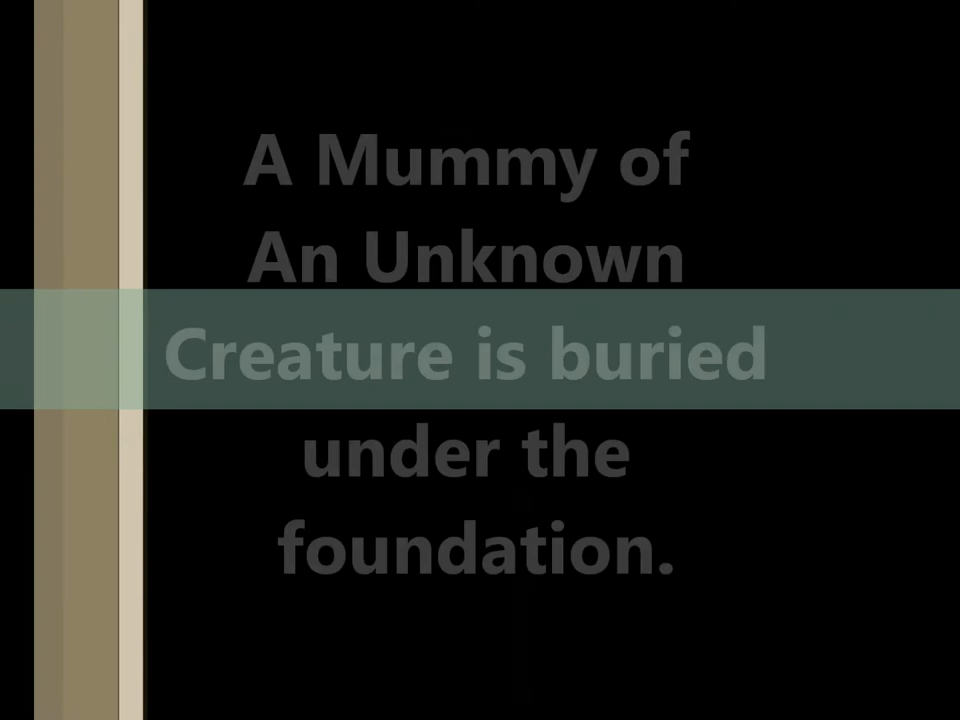 A Mummy of
An Unknown
Creature is buried
under the
foundation.